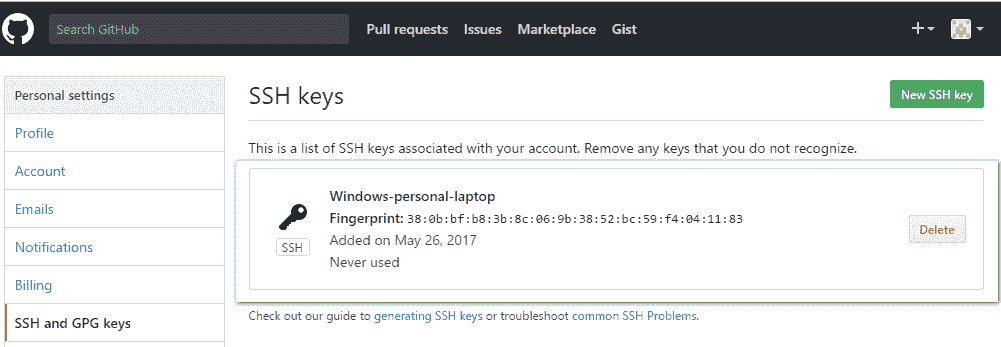 Search GitHub
Pull requests Issues Marketplace Gist
Personal settings
Profile
Account
Emails
Notifications
Billing
SSH and GPG keys
SSH keys
New SSH key
This is a list of SSH keys associated with your account. Remove any keys that you do not recognize.
Windows-personal-laptop
Fingerprint: 38:0b:bf:b8:3b:8c:06:9b:38:52:bc:59:f4:04:11:83
Added on May 26, 2017
Never used
SSH
Delete
Check out our guide to generating SSH keys or troubleshoot common SSH Problems.